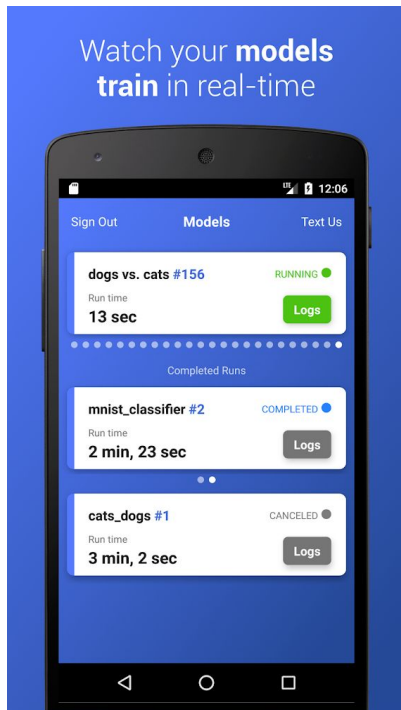 Watch your models
train in real-time
LTE 12:06
Sign Out Models Text Us
dogs vs. cats #156 RUNNING
Run time
13 sec Logs
Completed Runs
mnist_classifier #2 COMPLETED
Run time
2 min, 23 sec Logs
cats_dogs #1 CANCELED
Run time
3 min, 2 sec Logs